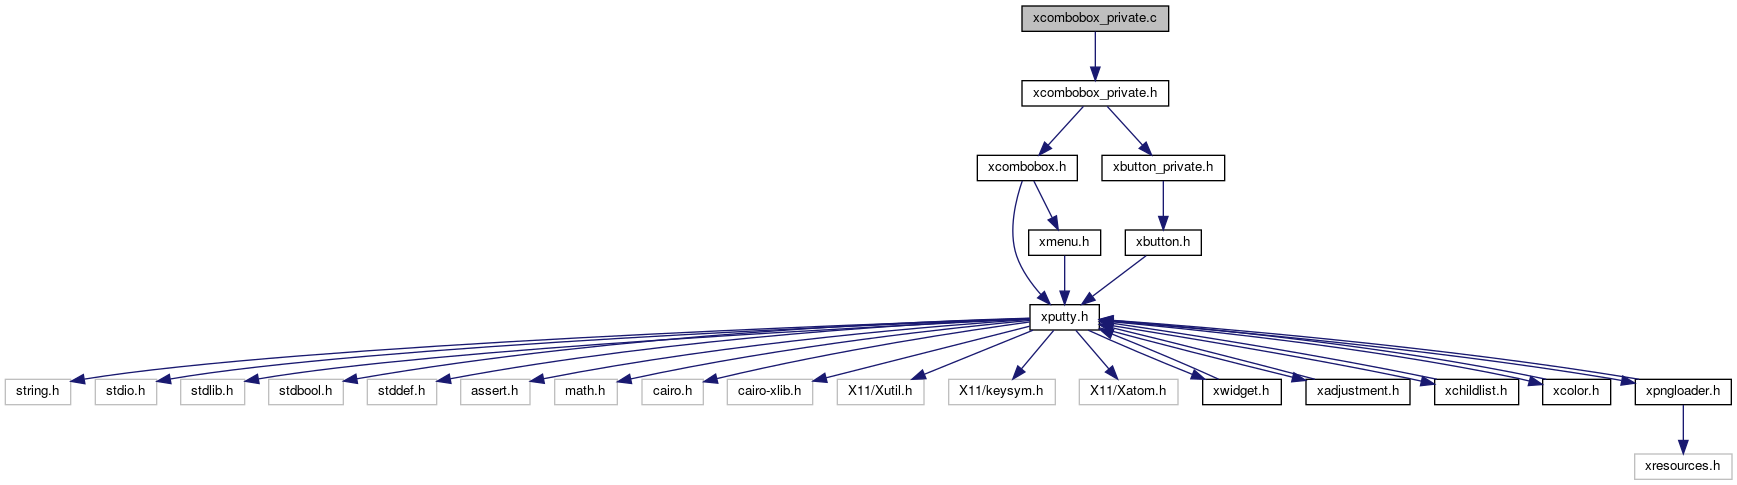 xcombobox_private.c
xcombobox_private.h
xcombobox.h
xbutton_private.h
xmenu.h
xbutton.h
xputty.h
string.h
stdio.h
stdlib.h
stdbool.h
stddef.h
assert.h
math.h
cairo.h
cairo-xlib.h
X11/Xutil.h
X11/keysym.h
X11/Xatom.h
xwidget.h
xadjustment.h
xchildlist.h
xcolor.h
xpngloader.h
xresources.h